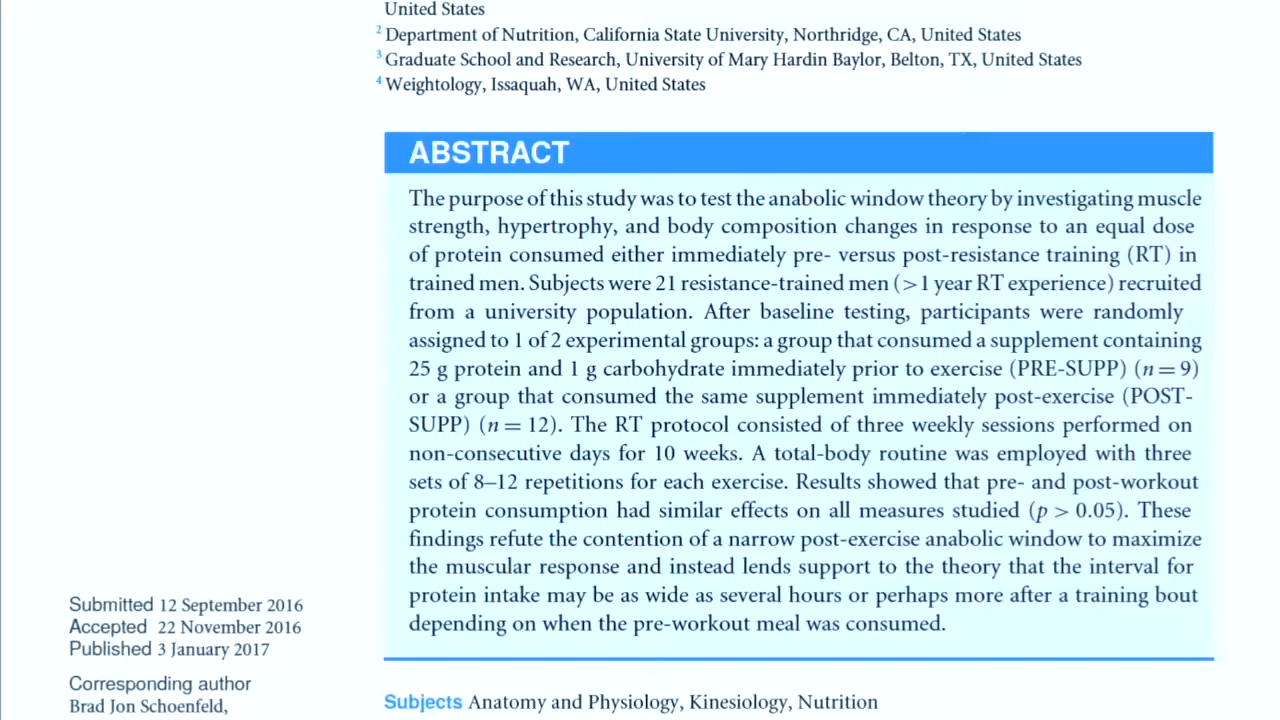 United States
2 Department of Nutrition, California State University, Northridge, CA, United States
3 Graduate School and Research, University of Mary Hardin Baylor, Belton, TX, United States
4 Weightology, Issaquah, WA, United States
ABSTRACT
The purpose of this study was to test the anabolic window theory by investigating muscle
strength, hypertrophy, and body composition changes in response to an equal dose
of protein consumed either immediately pre- versus post-resistance training (RT) in
trained men. Subjects were 21 resistance-trained men (>1 year RT experience) recruited
from a university population. After baseline testing, participants were randomly
assigned to 1 of 2 experimental groups: a group that consumed a supplement containing
25 g protein and 1 g carbohydrate immediately prior to exercise (PRE-SUPP) (n = 9)
or a group that consumed the same supplement immediately post-exercise (POST-
SUPP) (n = 12). The RT protocol consisted of three weekly sessions performed on
non-consecutive days for 10 weeks. A total-body routine was employed with three
sets of 8–12 repetitions for each exercise. Results showed that pre- and post-workout
protein consumption had similar effects on all measures studied (p > 0.05). These
findings refute the contention of a narrow post-exercise anabolic window to maximize
the muscular response and instead lends support to the theory that the interval for
protein intake may be as wide as several hours or perhaps more after a training bout
depending on when the pre-workout meal was consumed.
Submitted 12 September 2016
Accepted 22 November 2016
Published 3 January 2017
Corresponding author
Brad Jon Schoenfeld,
Subjects Anatomy and Physiology, Kinesiology, Nutrition